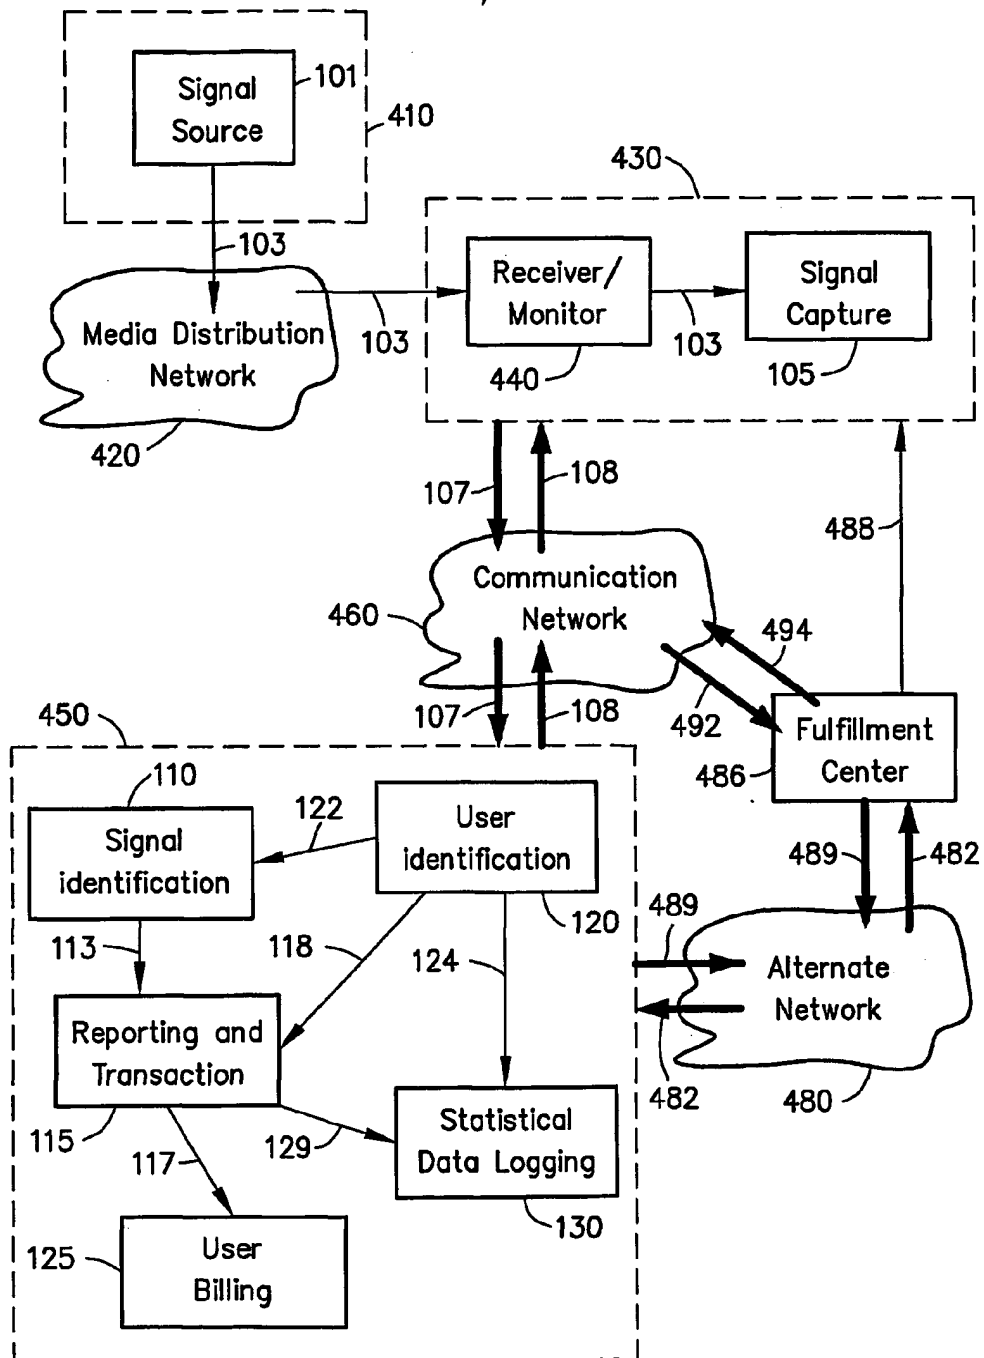 Signal
Source
101
410
103
Media Distribution
Network
420
103
430
Receiver/
Monitor
440
103
Signal
Capture
105
107
108
488
Communication
Network
460
494
492
107
108
Fulfillment
Center
486
489
482
450
110
Signal
identification
122
User
identification
120
113
118
124
489
Alternate
Network
482
480
Reporting and
Transaction
115
117
129
Statistical
Data Logging
130
User
Billing
125